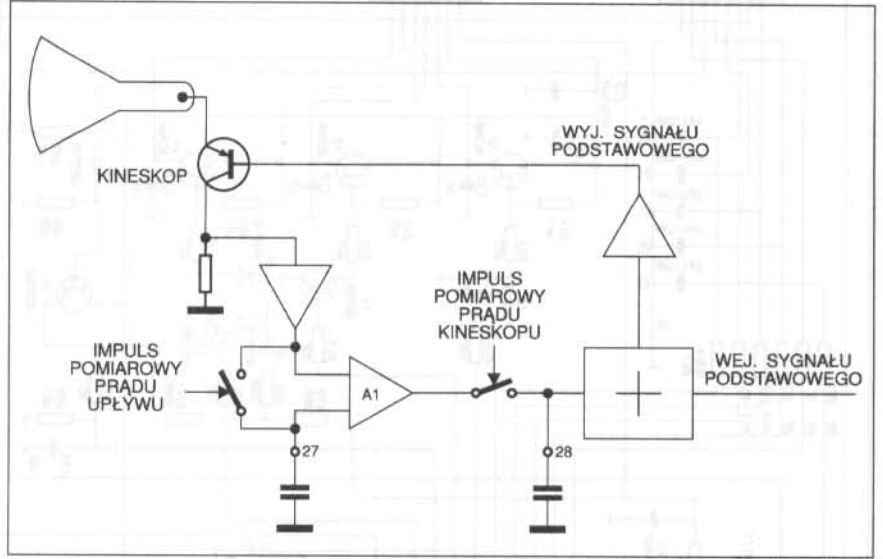 WYJ. SYGNAŁU
PODSTAWOWEGO
KINESKOP
IMPULS
POMIAROWY
PRĄDU
KINESKOPU
IMPULS
POMIAROWY
PRĄDU
UPŁYWU
A1
WEJ. SYGNAŁU
PODSTAWOWEGO
27
28